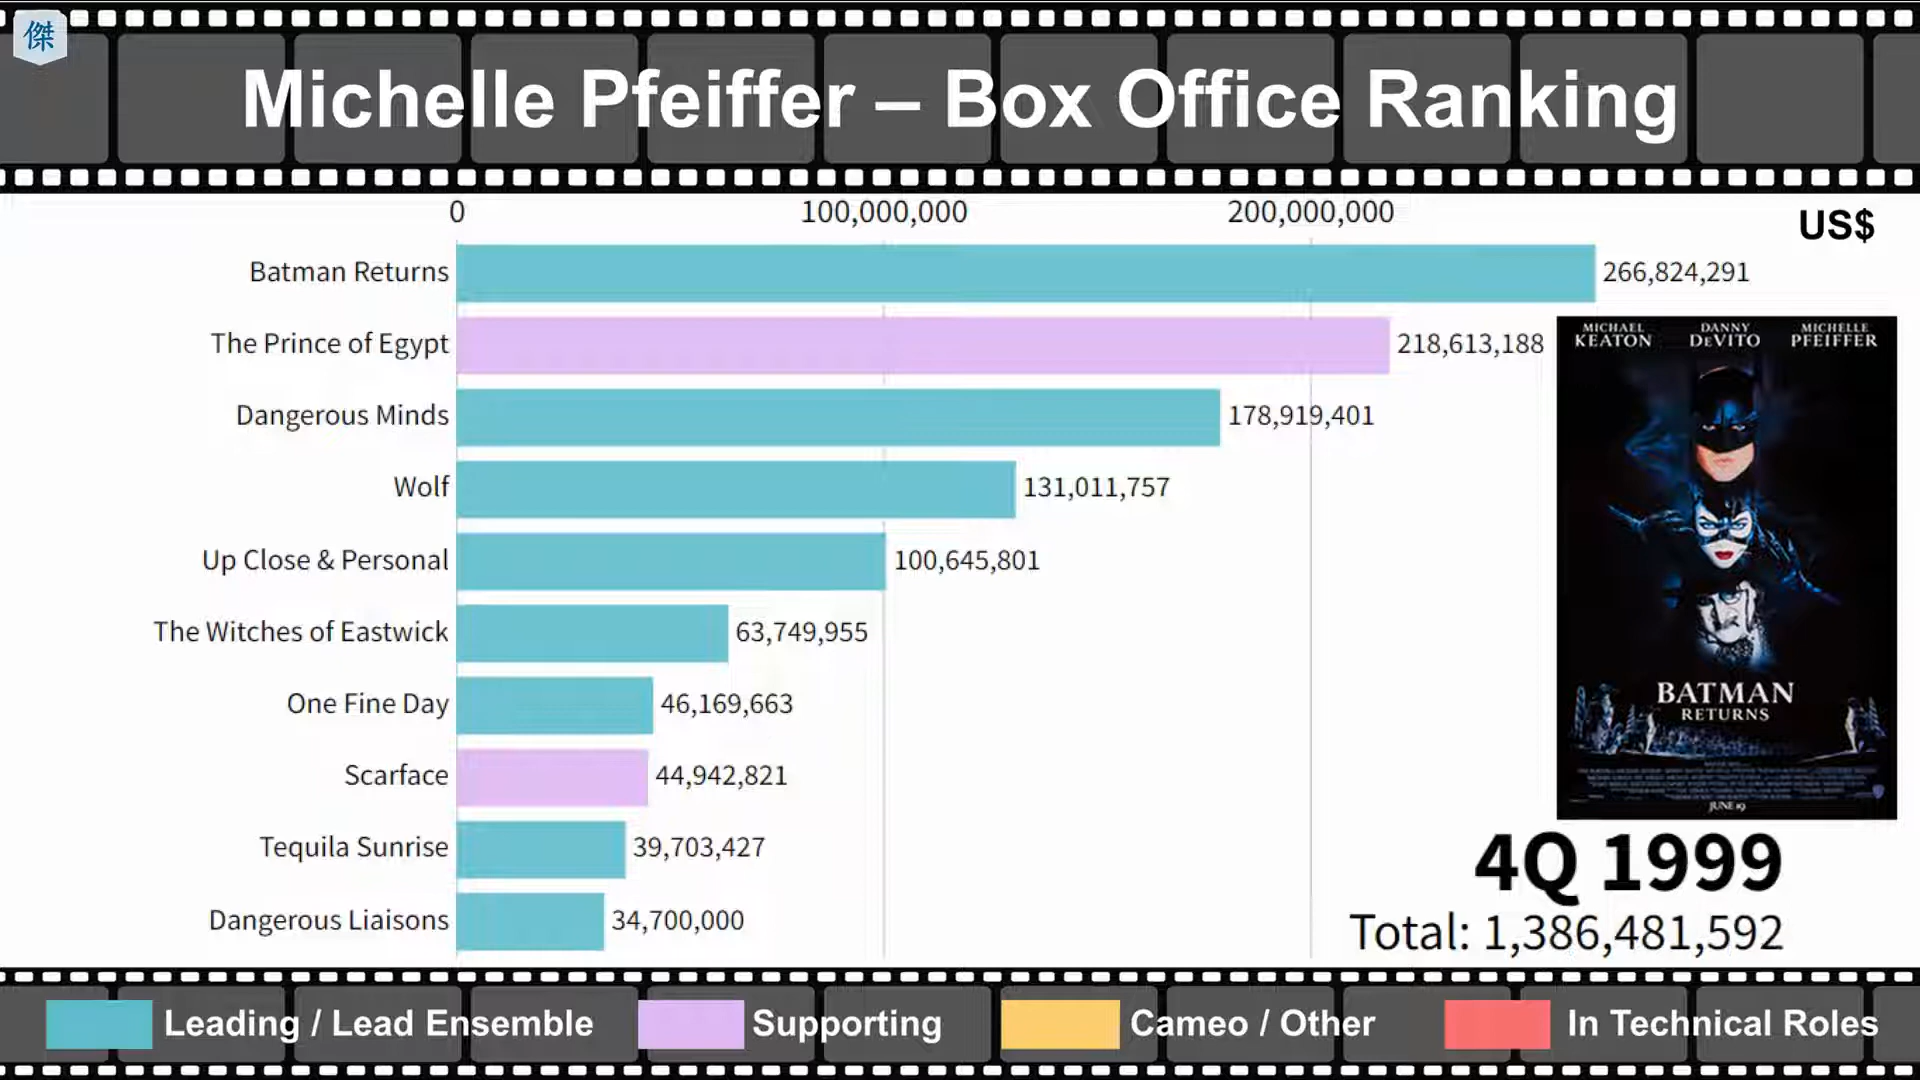 傑
Michelle Pfeiffer – Box Office Ranking
0 100,000,000 200,000,000 US$
Batman Returns 266,824,291
The Prince of Egypt 218,613,188
Dangerous Minds 178,919,401
Wolf 131,011,757
Up Close & Personal 100,645,801
The Witches of Eastwick 63,749,955
One Fine Day 46,169,663
Scarface 44,942,821
Tequila Sunrise 39,703,427
Dangerous Liaisons 34,700,000
MICHAEL KEATON
DANNY DEVITO
MICHELLE PFEIFFER
BATMAN
RETURNS
JUNE 19
4Q 1999
Total: 1,386,481,592
Leading / Lead Ensemble Supporting Cameo / Other In Technical Roles